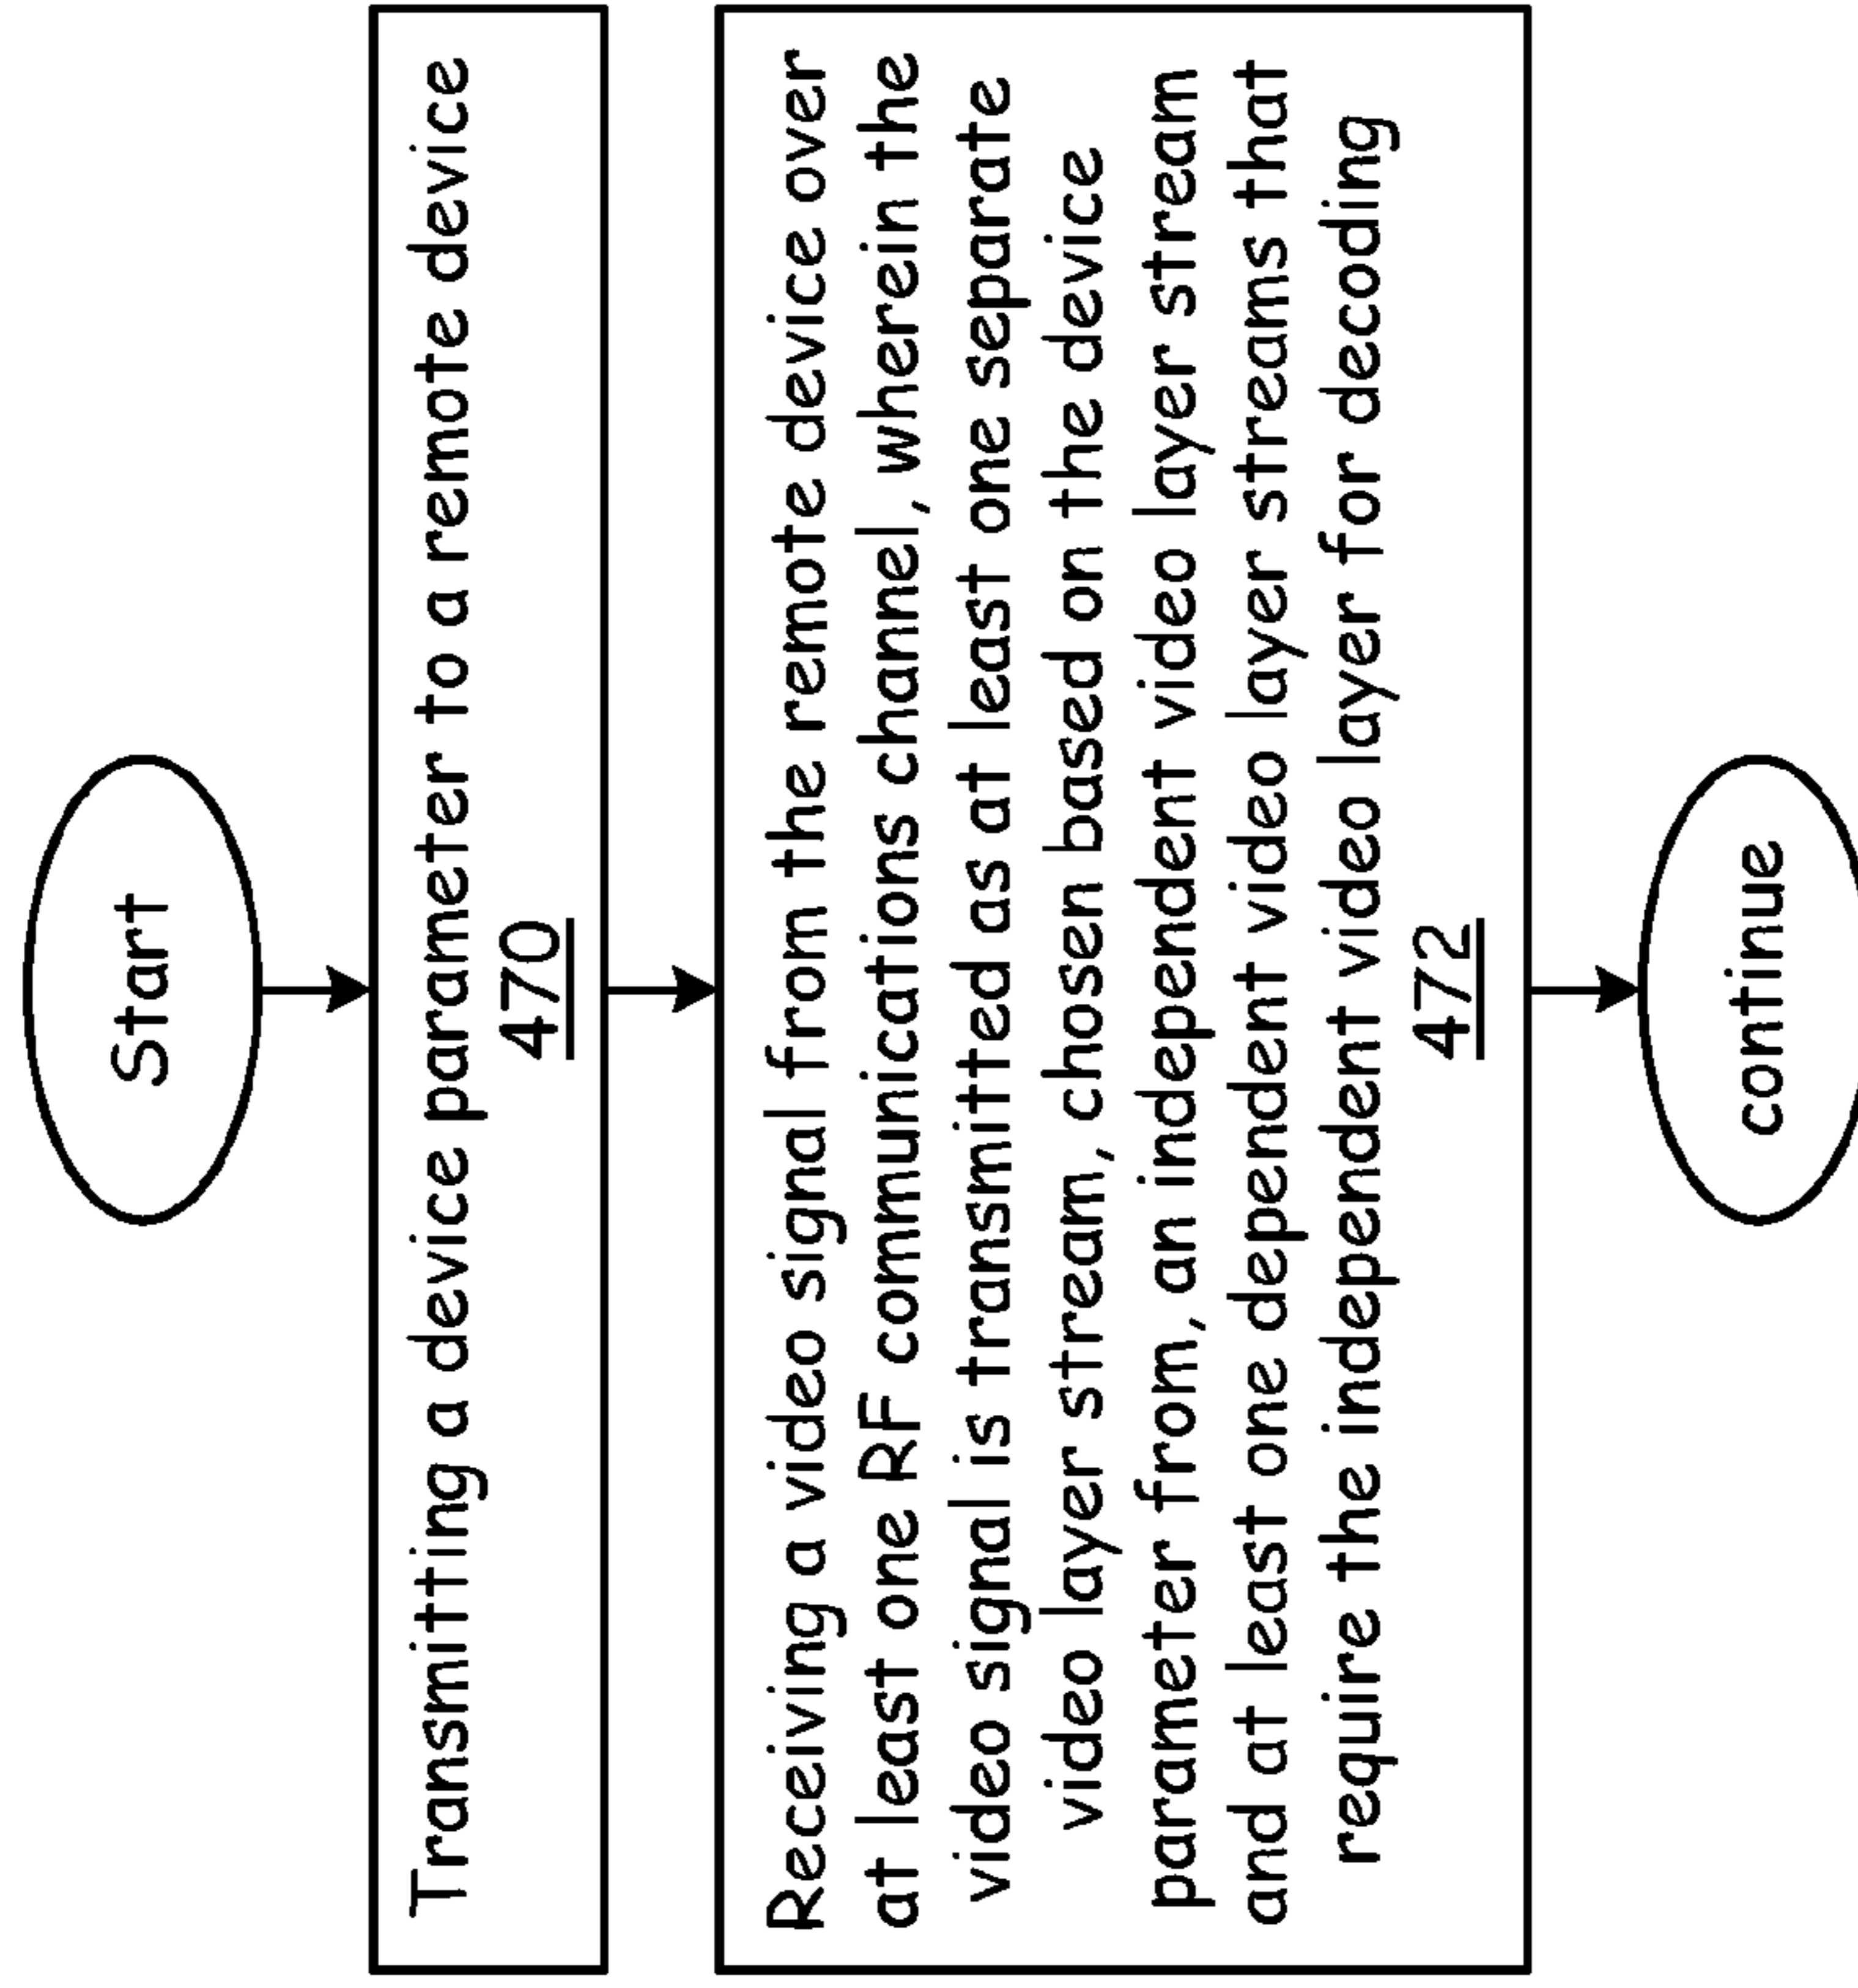 Start
Transmitting a device parameter to a remote device
470
Receiving a video signal from the remote device over
at least one RF communications channel, wherein the
video signal is transmitted as at least one separate
video layer stream, chosen based on the device
parameter from, an independent video layer stream
and at least one dependent video layer streams that
require the independent video layer for decoding
472
continue